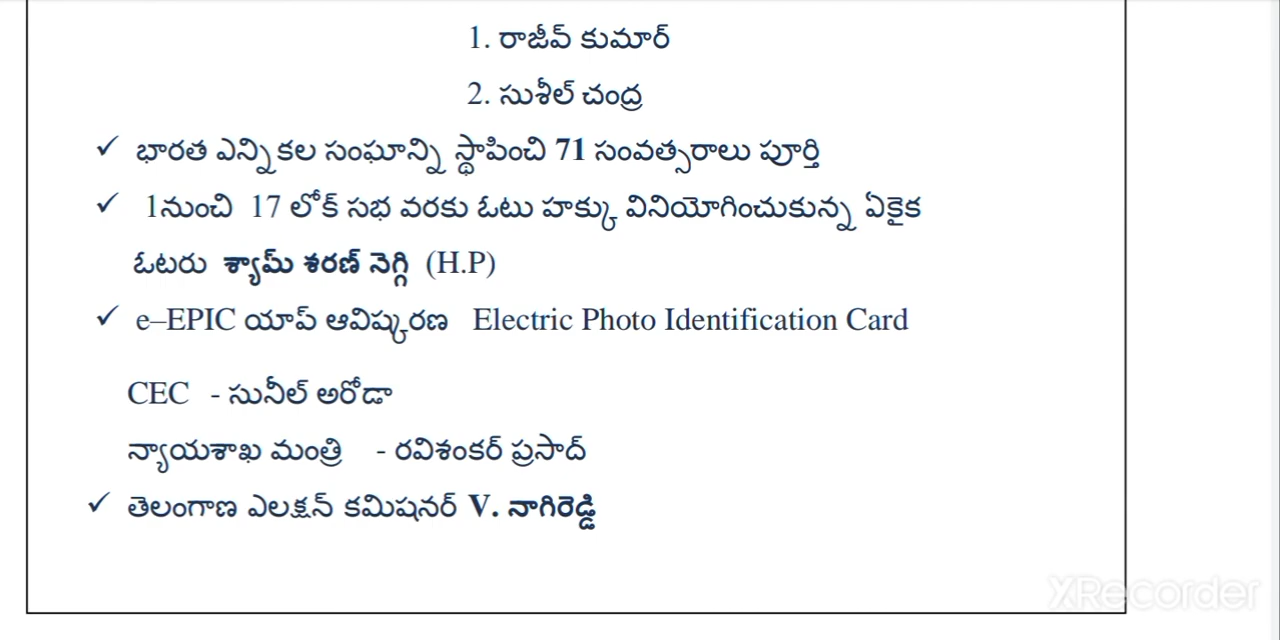 1. రాజీవ్ కుమార్
2. సుశీల్ చంద్ర
✓ భారత ఎన్నికల సంఘాన్ని స్థాపించి 71 సంవత్సరాలు పూర్తి
✓ 1నుంచి 17 లోక్ సభ వరకు ఓటు హక్కు వినియోగించుకున్న ఏకైక
ఓటరు శ్యామ్ శరణ్ నెగ్గి (H.P)
✓ e–EPIC యాప్ ఆవిష్కరణ Electric Photo Identification Card
CEC - సునీల్ అరోడా
న్యాయశాఖ మంత్రి - రవిశంకర్ ప్రసాద్
✓ తెలంగాణ ఎలక్షన్ కమిషనర్ V. నాగిరెడ్డి
XRecorder